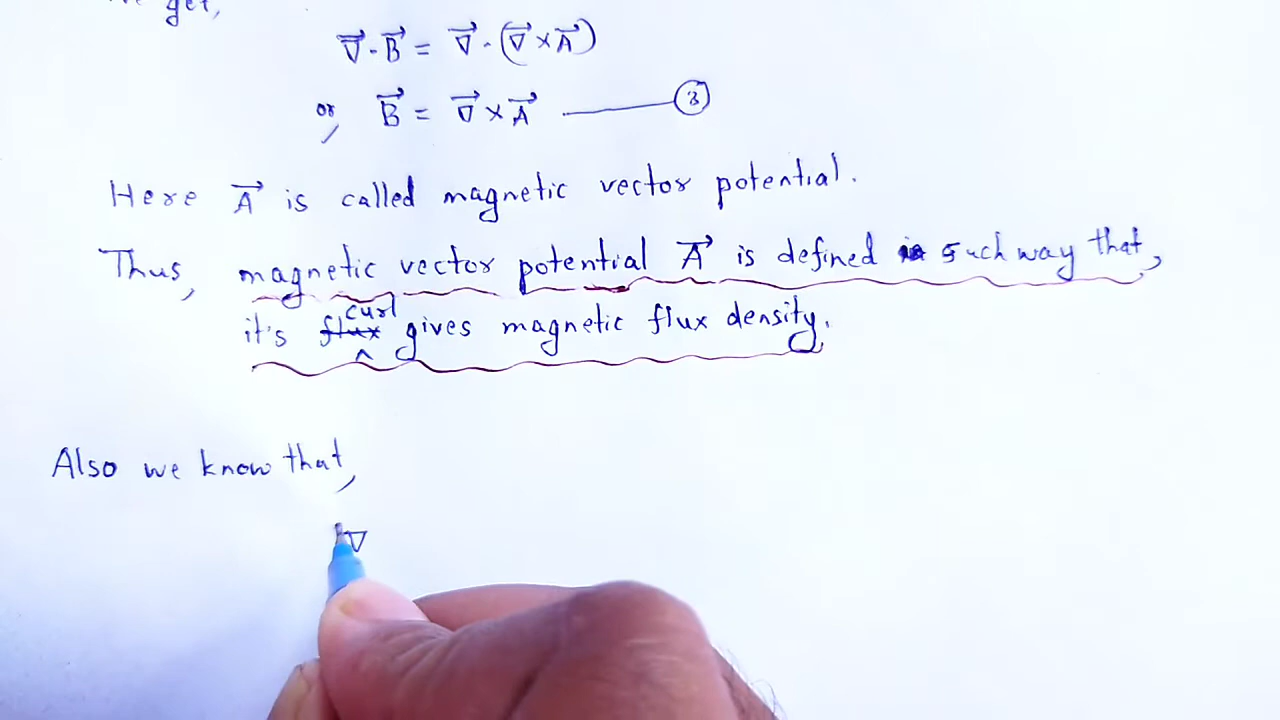 get,
∇⃗·B⃗ = ∇⃗·(∇⃗×A⃗)
or, B⃗ = ∇⃗×A⃗ ——— ③
Here A⃗ is called magnetic vector potential.
Thus, magnetic vector potential A⃗ is defined such way that,
it's curl gives magnetic flux density.
Also we know that,
∇